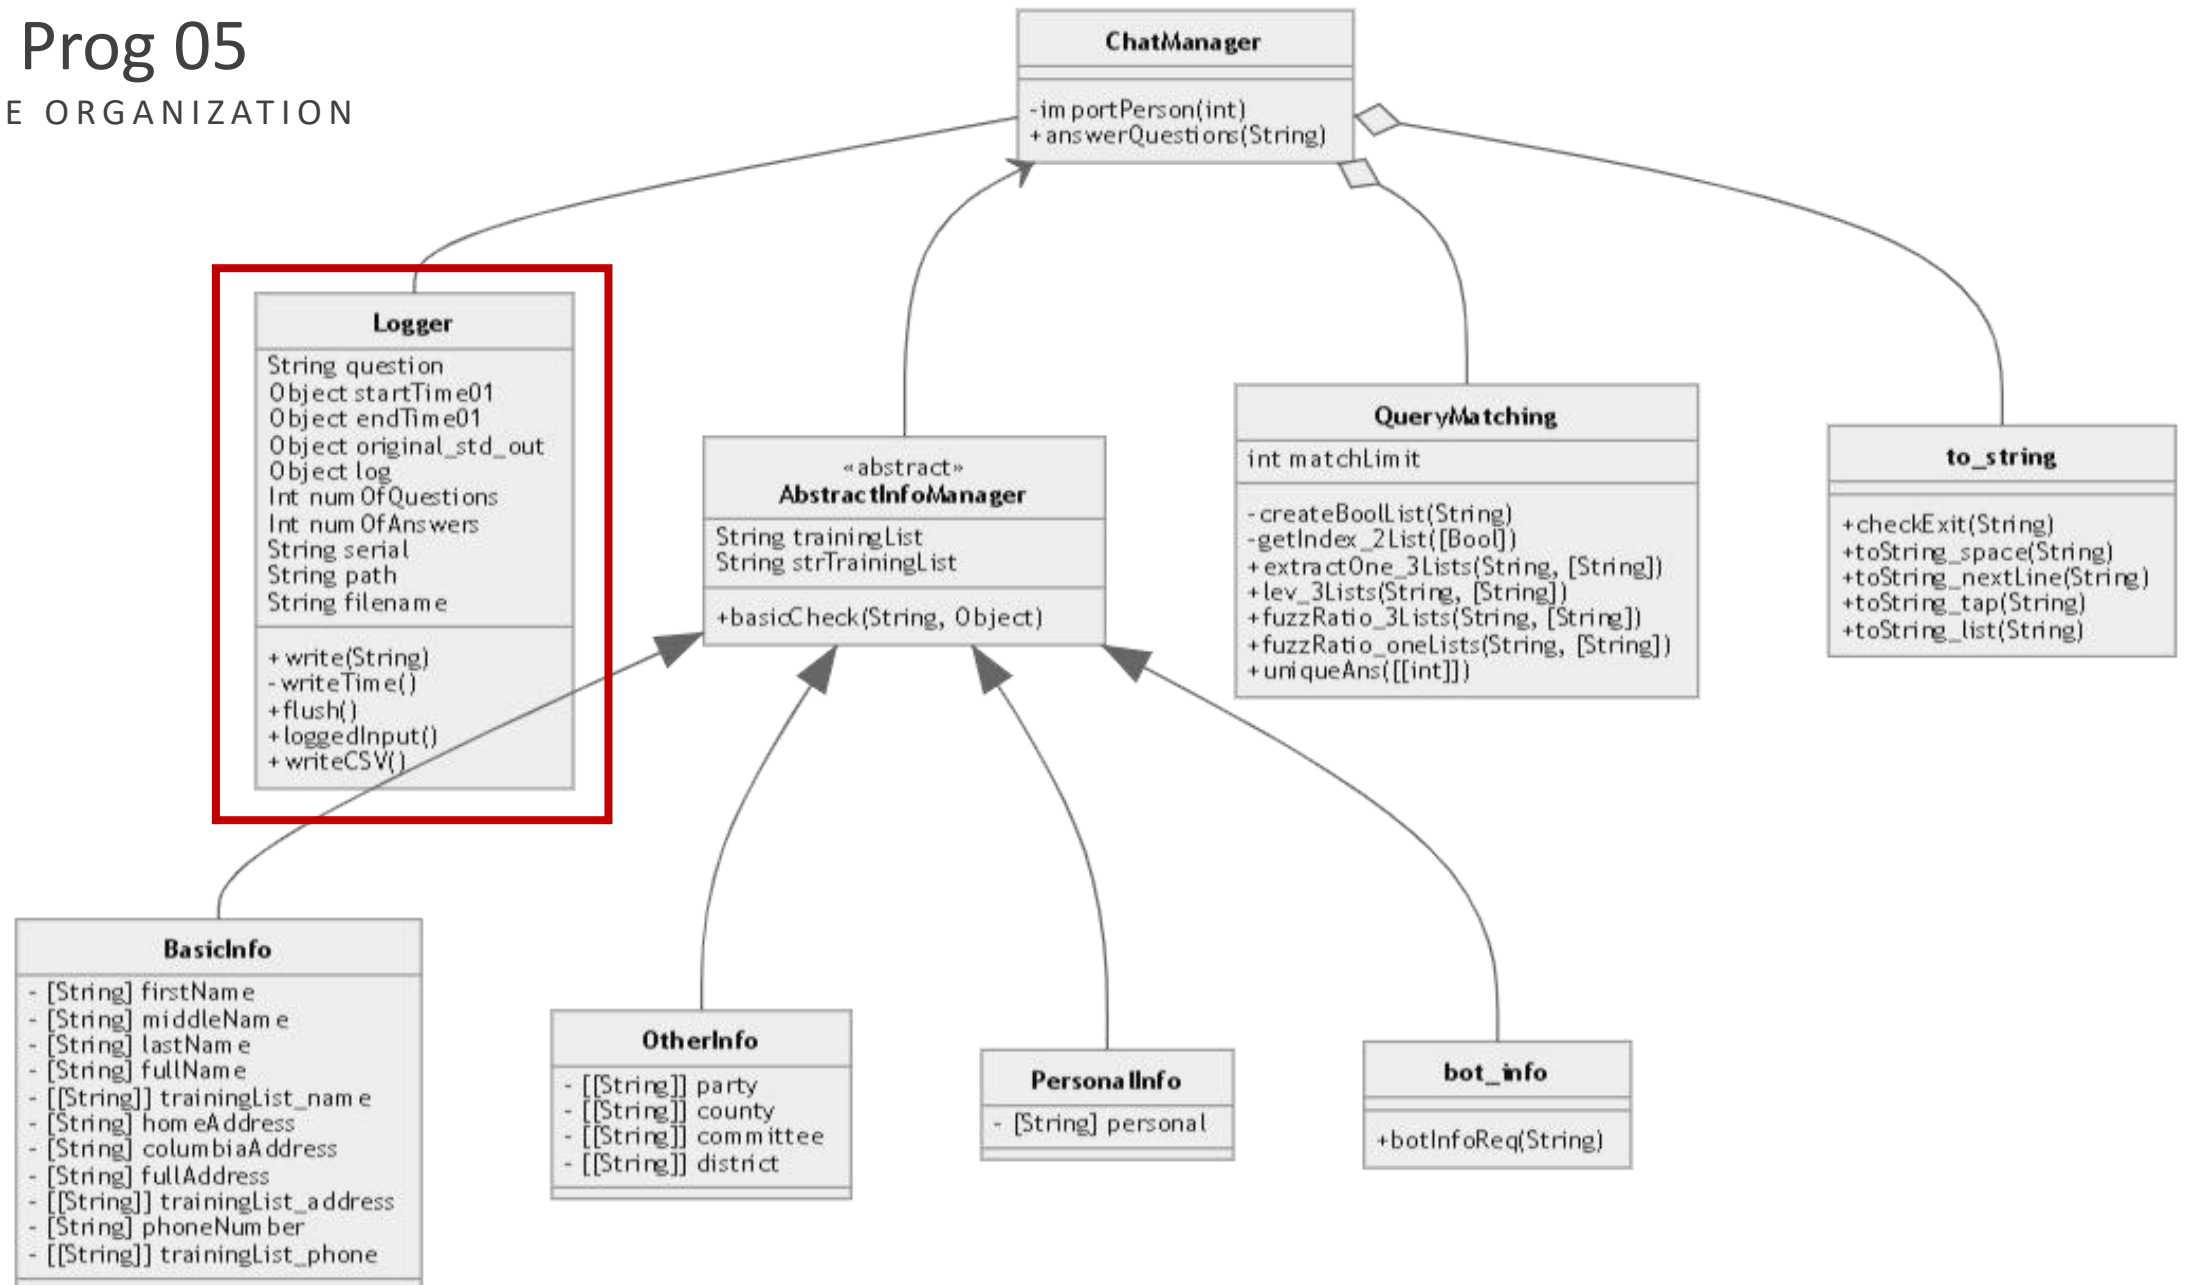 Prog 05
E ORGANIZATION
ChatManager
-importPerson(int)
+answerQuestions(String)
Logger
String question
Object startTime01
Object endTime01
Object original_std_out
Object log
Int numOfQuestions
Int numOfAnswers
String serial
String path
String filename
+write(String)
-writeTime()
+flush()
+loggedInput()
+writeCSV()
«abstract»
AbstractInfoManager
String trainingList
String strTrainingList
+basicCheck(String, Object)
QueryMatching
int matchLimit
-createBoolList(String)
-getIndex_2List([Bool])
+extractOne_3Lists(String, [String])
+lev_3Lists(String, [String])
+fuzzRatio_3Lists(String, [String])
+fuzzRatio_oneLists(String, [String])
+uniqueAns([[int]])
to_string
+checkExit(String)
+toString_space(String)
+toString_nextLine(String)
+toString_tap(String)
+toString_list(String)
BasicInfo
- [String] firstName
- [String] middleName
- [String] lastName
- [String] fullName
- [[String]] trainingList_name
- [String] homeAddress
- [String] columbiaAddress
- [String] fullAddress
- [[String]] trainingList_address
- [String] phoneNumber
- [[String]] trainingList_phone
OtherInfo
- [[String]] party
- [[String]] county
- [[String]] committee
- [[String]] district
PersonalInfo
- [String] personal
bot_info
+botInfoReq(String)